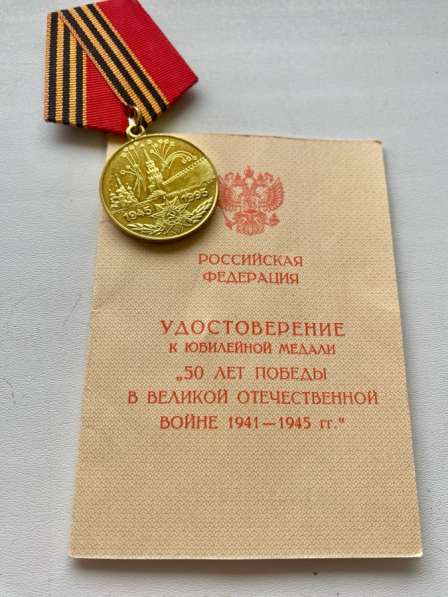 1945 1995
РОССИЙСКАЯ
ФЕДЕРАЦИЯ
УДОСТОВЕРЕНИЕ
К ЮБИЛЕЙНОЙ МЕДАЛИ
„50 ЛЕТ ПОБЕДЫ
В ВЕЛИКОЙ ОТЕЧЕСТВЕННОЙ
ВОЙНЕ 1941—1945 гг."